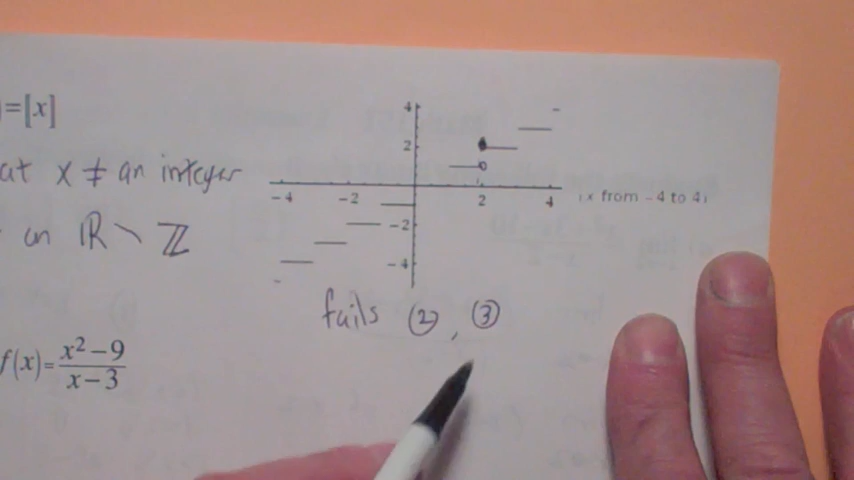 )=[x]
at x ≠ an integer
on ℝ \ ℤ
4
2
-4 -2 2 4
(x from -4 to 4)
-2
-4
fails ②, ③
f(x)= x²-9 / x-3